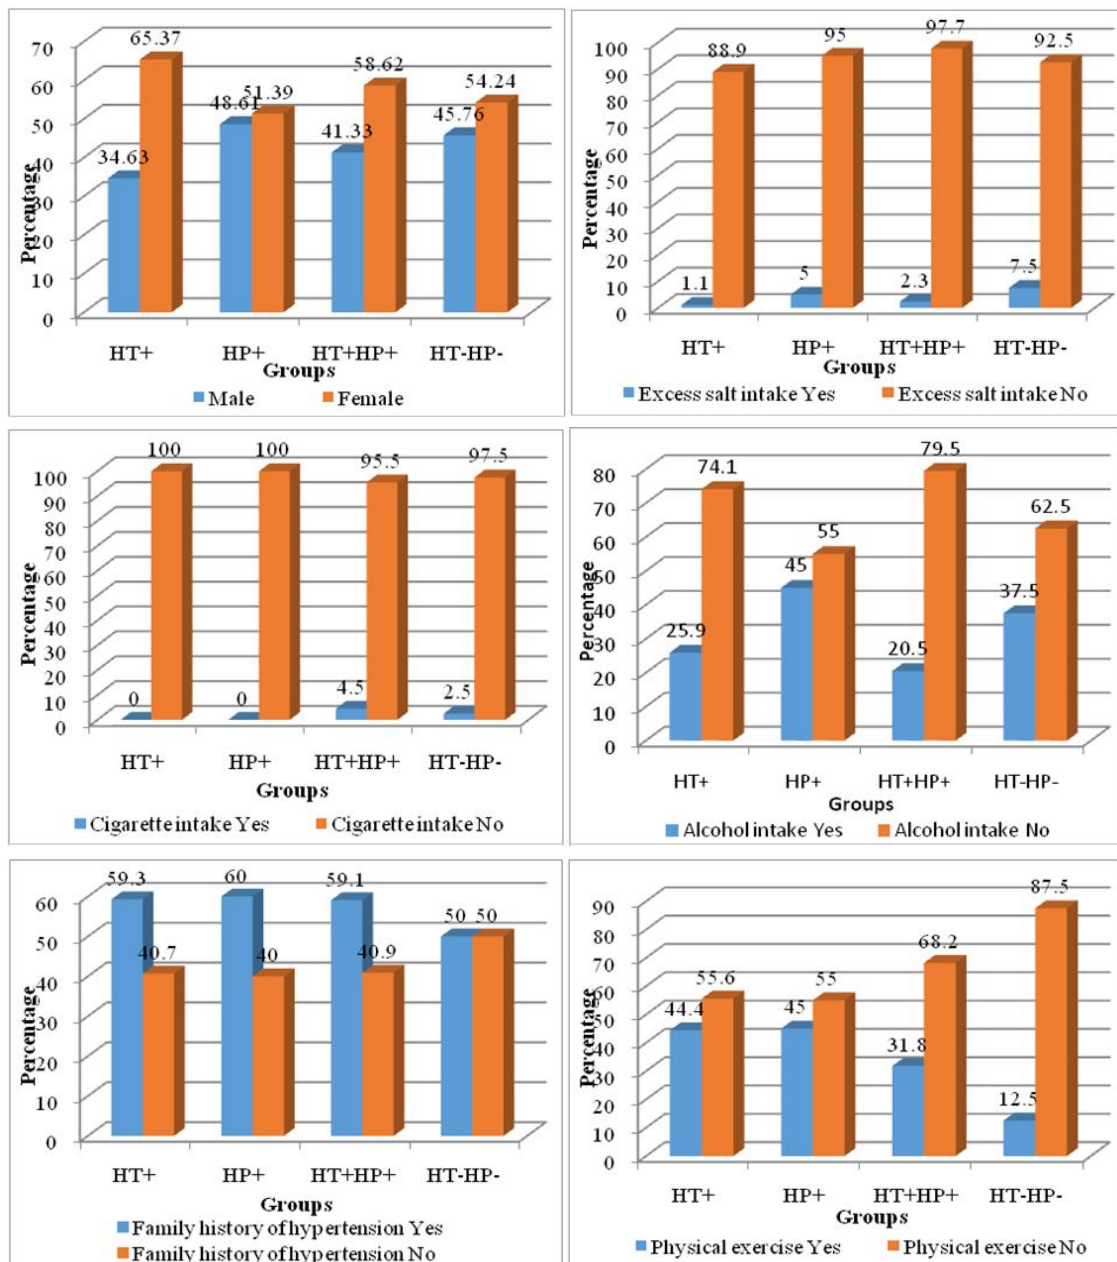 70
60
50
40
30
20
10
0
Percentage
65.37
58.62
51.39
54.24
48.61
45.76
41.33
34.63
HT+ HP+ HT+HP+ HT-HP-
Groups
Male Female
100
90
80
70
60
50
40
30
20
10
0
Percentage
88.9 95 97.7 92.5
1.1 5 2.3 7.5
HT+ HP+ HT+HP+ HT-HP-
Groups
Excess salt intake Yes Excess salt intake No
100
90
80
70
60
50
40
30
20
10
0
Percentage
100 100 95.5 97.5
0 0 4.5 2.5
HT+ HP+ HT+HP+ HT-HP-
Groups
Cigarette intake Yes Cigarette intake No
80
70
60
50
40
30
20
10
0
Percentage
74.1 55 79.5 62.5
25.9 45 20.5 37.5
HT+ HP+ HT+HP+ HT-HP-
Groups
Alcohol intake Yes Alcohol intake No
60
50
40
30
20
10
0
Percentage
59.3 60 59.1 50 50
40.7 40 40.9
HT+ HP+ HT+HP+ HT-HP-
Groups
Family history of hypertension Yes
Family history of hypertension No
90
80
70
60
50
40
30
20
10
0
Percentage
55.6 55 68.2 87.5
44.4 45 31.8 12.5
HT+ HP+ HT+HP+ HT-HP-
Groups
Physical exercise Yes Physical exercise No